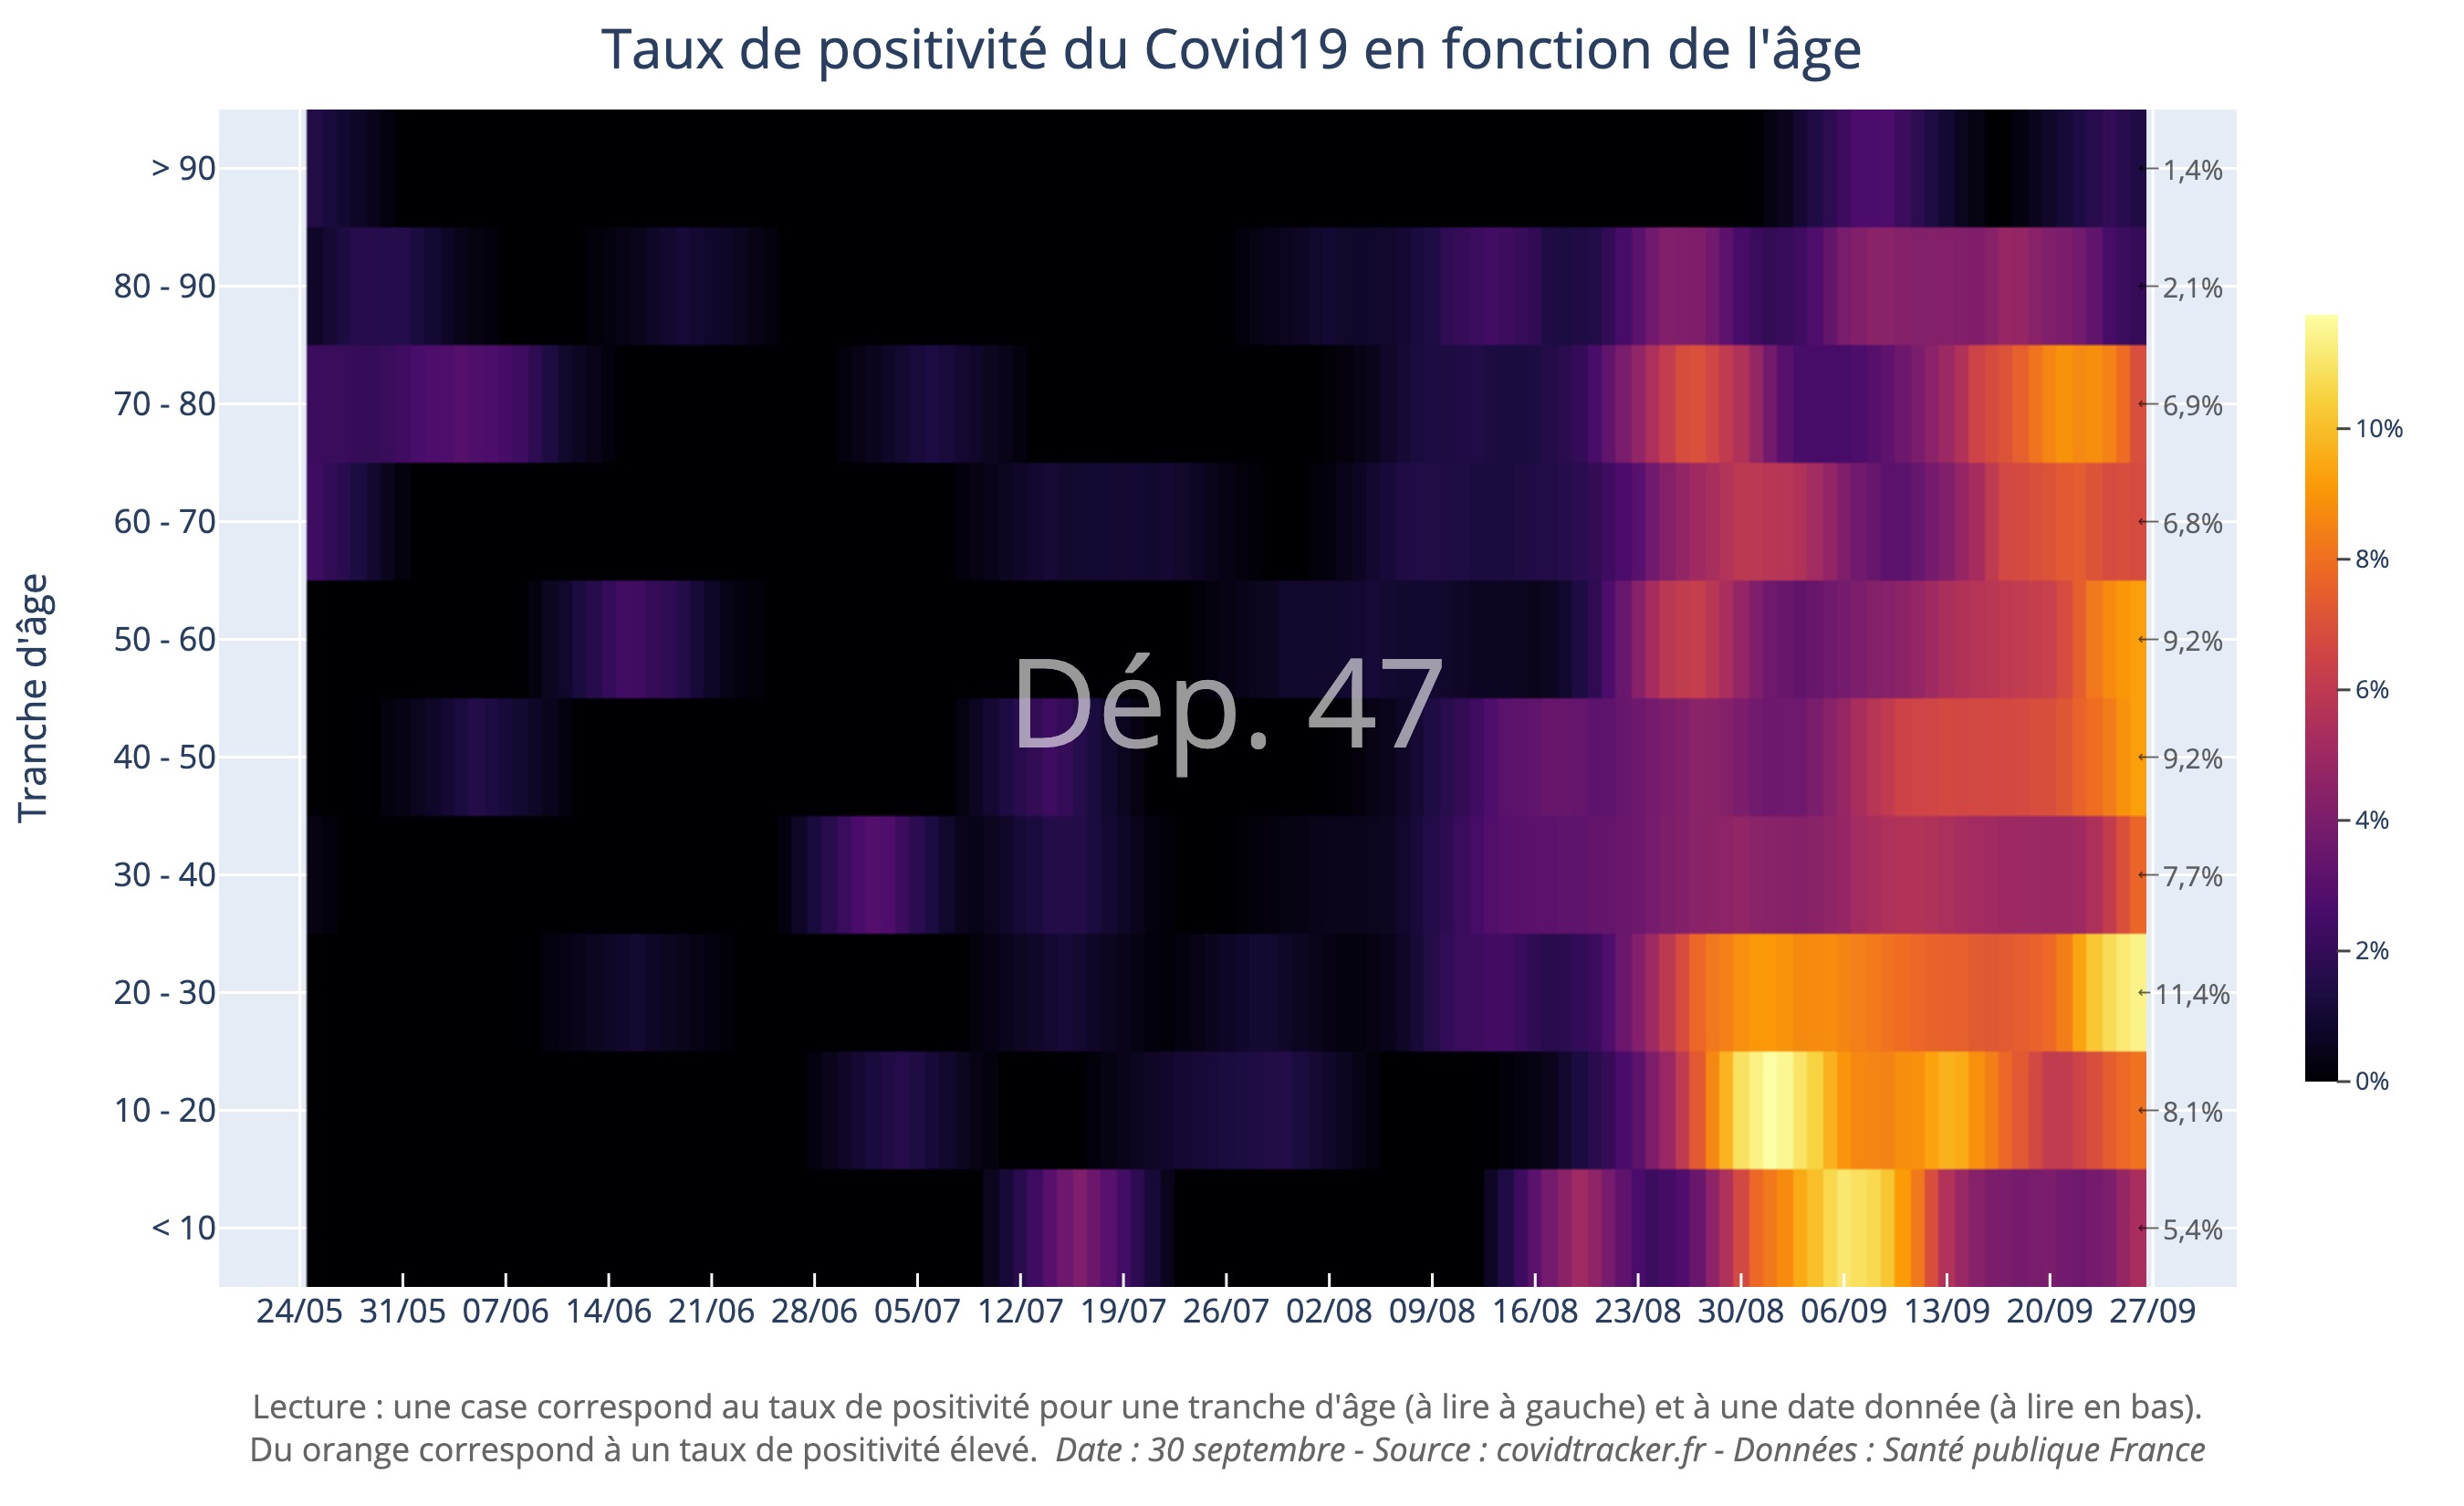 Taux de positivité du Covid19 en fonction de l'âge
Tranche d'âge
> 90
80 - 90
70 - 80
60 - 70
50 - 60
40 - 50
30 - 40
20 - 30
10 - 20
< 10
Dép. 47
1,4%
2,1%
6,9%
6,8%
9,2%
9,2%
7,7%
11,4%
8,1%
5,4%
10%
8%
6%
4%
2%
0%
24/05 31/05 07/06 14/06 21/06 28/06 05/07 12/07 19/07 26/07 02/08 09/08 16/08 23/08 30/08 06/09 13/09 20/09 27/09
Lecture : une case correspond au taux de positivité pour une tranche d'âge (à lire à gauche) et à une date donnée (à lire en bas).
Du orange correspond à un taux de positivité élevé. Date : 30 septembre - Source : covidtracker.fr - Données : Santé publique France